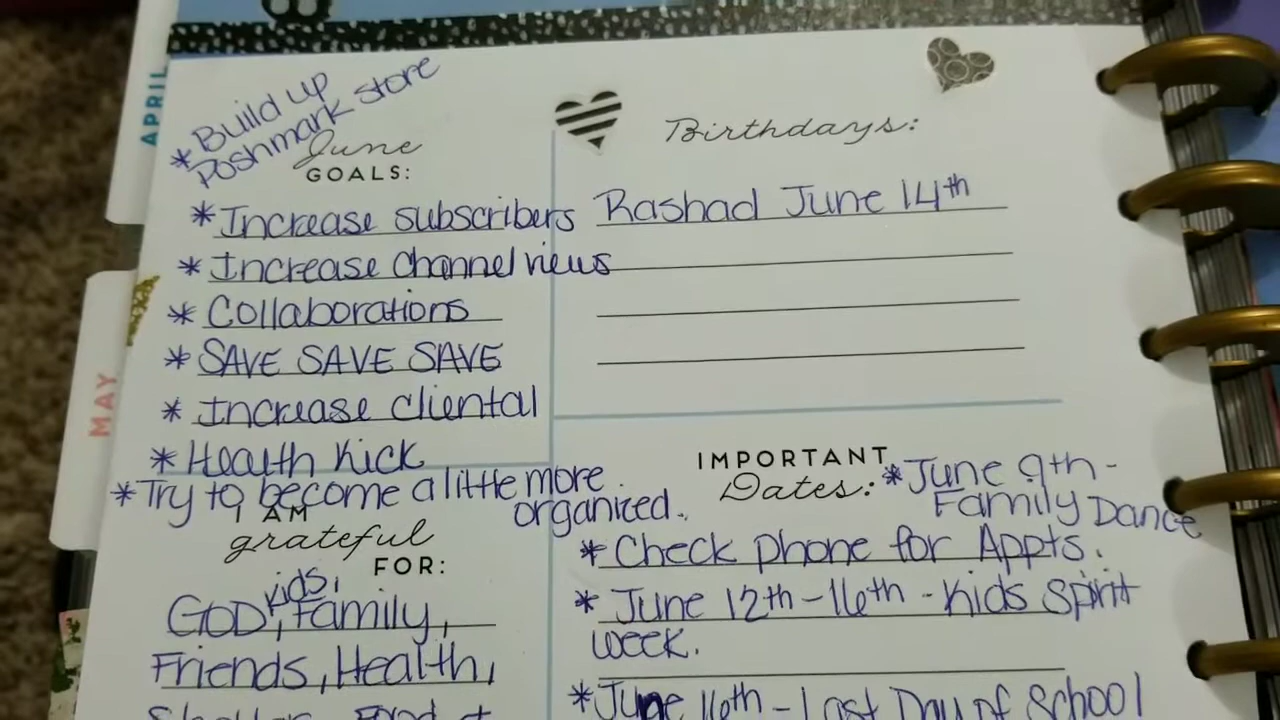 APRIL
MAY
*Build up
Poshmark store
June
GOALS:
*Increase subscribers
*Increase Channel views
*Collaborations
*SAVE SAVE SAVE
*Increase cliental
*Health Kick
*Try to become a little more
organized.
I AM
grateful
FOR:
GOD, kids, family,
Friends, Health,
Birthdays:
Rashad June 14th
IMPORTANT
Dates:
*June 9th -
Family Dance
*Check phone for Appts.
*June 12th-16th - Kids Spirit
week.
*June 16th - Last Day of School